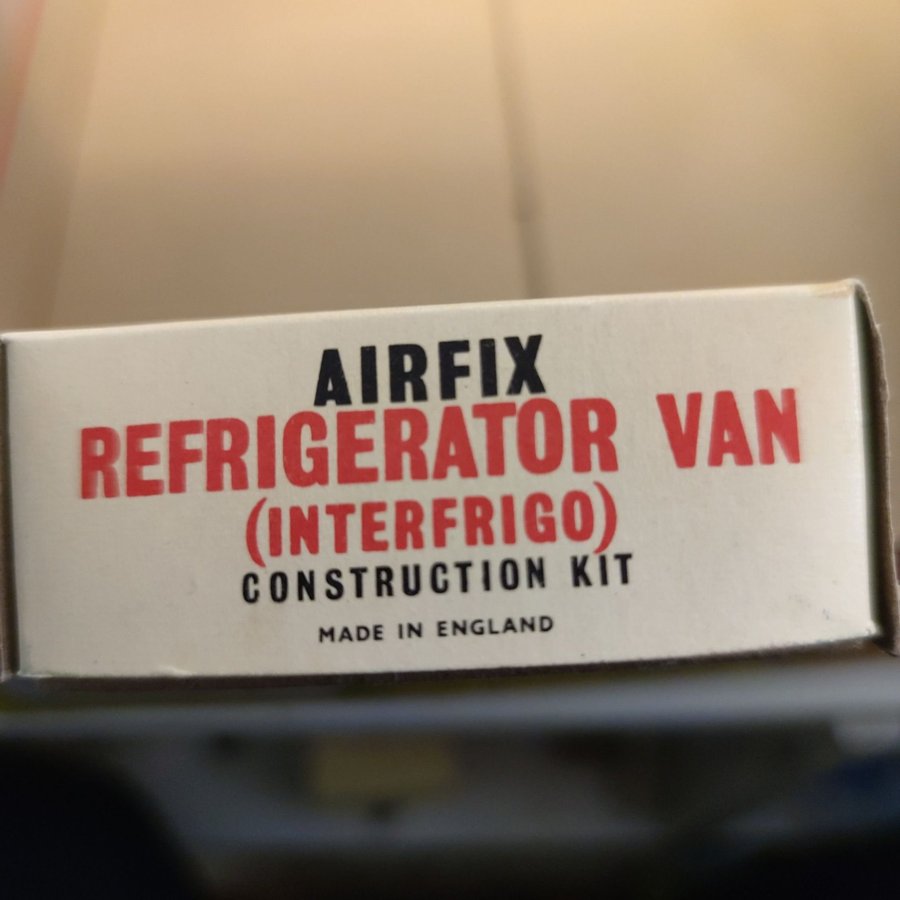 AIRFIX
REFRIGERATOR VAN
(INTERFRIGO)
CONSTRUCTION KIT
MADE IN ENGLAND